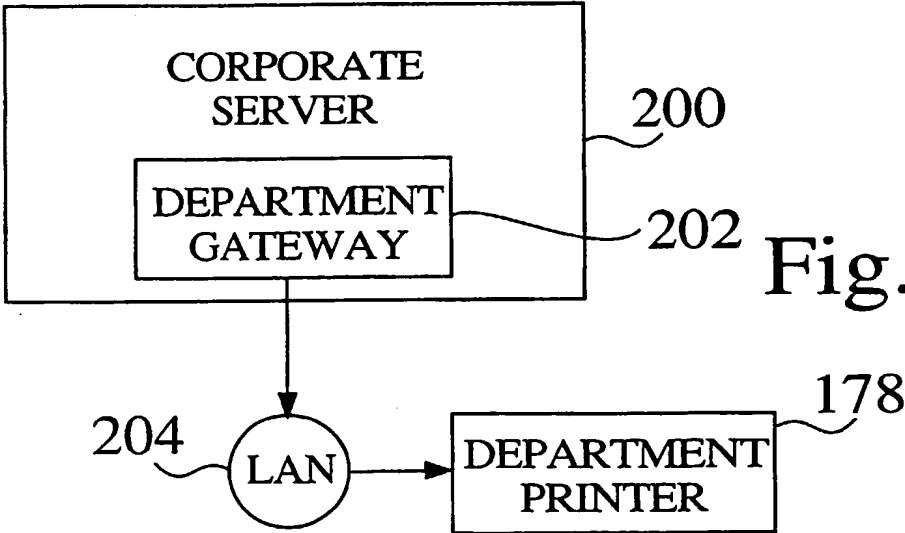 CORPORATE
SERVER
200
DEPARTMENT
GATEWAY
202
Fig.
178
204
LAN
DEPARTMENT
PRINTER